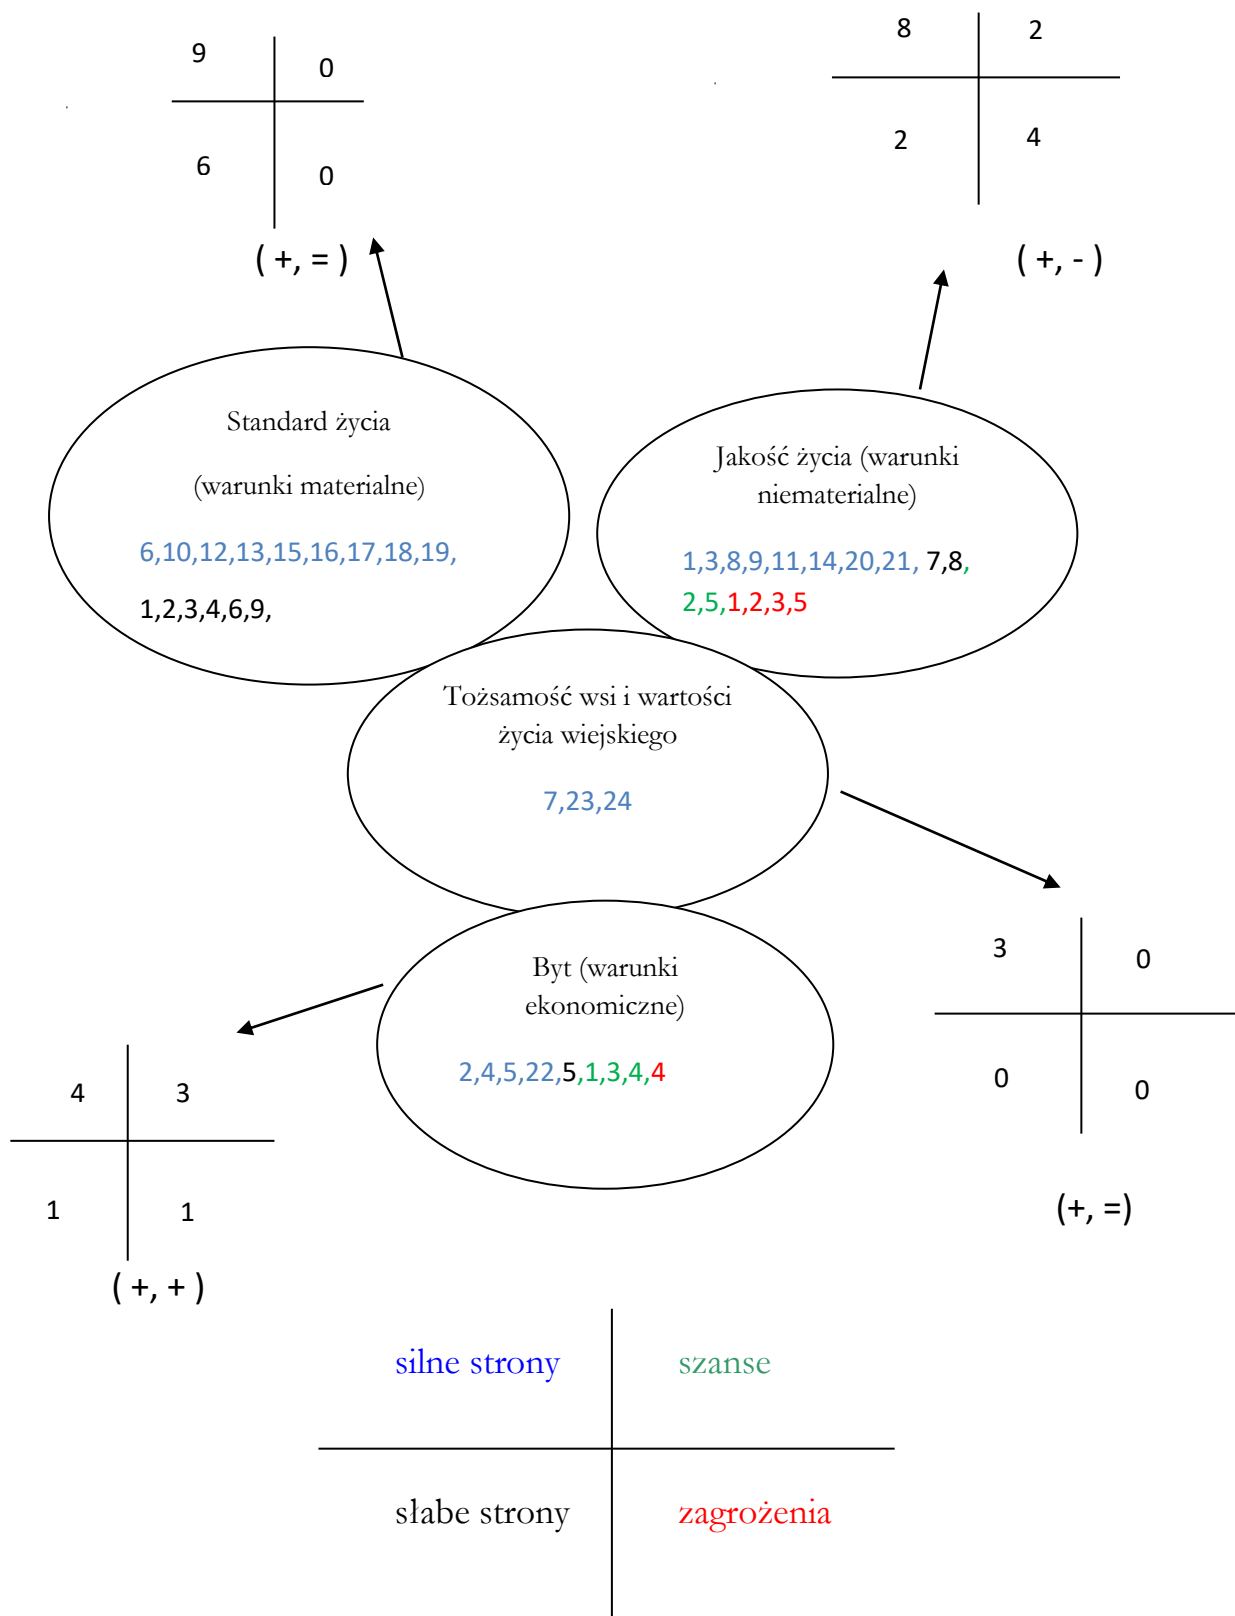 9 0
6 0
( +, = )
8 2
2 4
( +, - )
Standard życia
(warunki materialne)
6,10,12,13,15,16,17,18,19,
1,2,3,4,6,9,
Jakość życia (warunki
niematerialne)
1,3,8,9,11,14,20,21, 7,8,
2,5,1,2,3,5
Tożsamość wsi i wartości
życia wiejskiego
7,23,24
Byt (warunki
ekonomiczne)
2,4,5,22,5,1,3,4,4
3 0
0 0
(+, =)
4 3
1 1
( +, + )
silne strony szanse
słabe strony zagrożenia